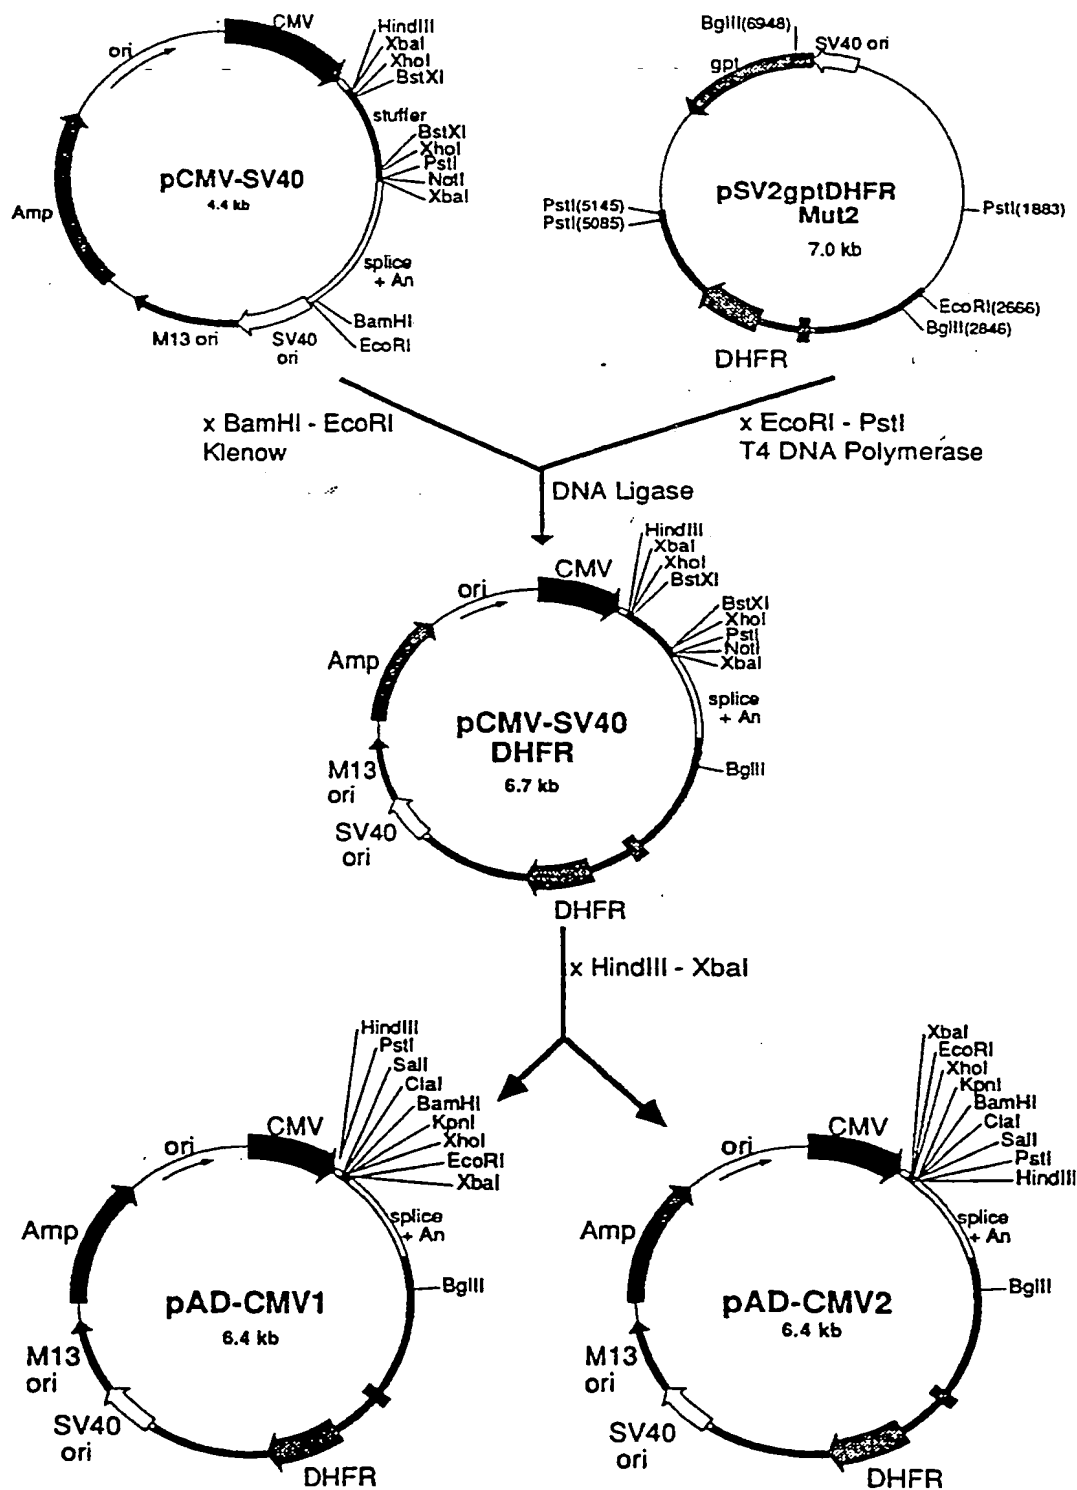 CMV
ori
HindIII
XbaI
XhoI
BstXI
stuffer
BstXI
XhoI
PstI
NotI
XbaI
pCMV-SV40
4.4 kb
Amp
splice
+ An
BamHI
EcoRI
M13 ori
SV40
ori
BglII(6948)
SV40 ori
gpt
pSV2gptDHFR
Mut2
7.0 kb
PstI(5145)
PstI(5085)
PstI(1883)
EcoRI(2666)
BglII(2846)
DHFR
x BamHI - EcoRI
Klenow
x EcoRI - PstI
T4 DNA Polymerase
DNA Ligase
HindIII
XbaI
XhoI
BstXI
CMV
ori
BstXI
XhoI
PstI
NotI
XbaI
Amp
splice
+ An
pCMV-SV40
DHFR
6.7 kb
BglII
M13
ori
SV40
ori
DHFR
x HindIII - XbaI
HindIII
PstI
SalI
ClaI
BamHI
KpnI
XhoI
EcoRI
XbaI
CMV
ori
Amp
splice
+ An
BglII
pAD-CMV1
6.4 kb
M13
ori
SV40
ori
DHFR
XbaI
EcoRI
XhoI
KpnI
BamHI
ClaI
SalI
PstI
HindIII
CMV
ori
Amp
splice
+ An
BglII
pAD-CMV2
6.4 kb
M13
ori
SV40
ori
DHFR